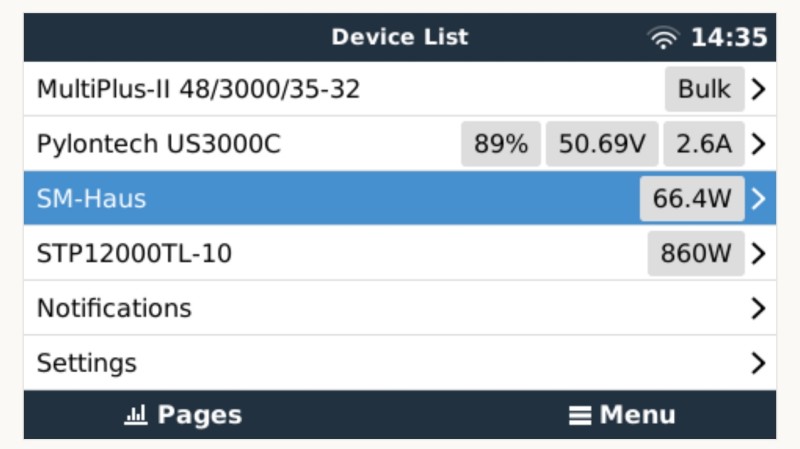 Device List 14:35
MultiPlus-II 48/3000/35-32 Bulk
Pylontech US3000C 89% 50.69V 2.6A
SM-Haus 66.4W
STP12000TL-10 860W
Notifications
Settings
Pages Menu